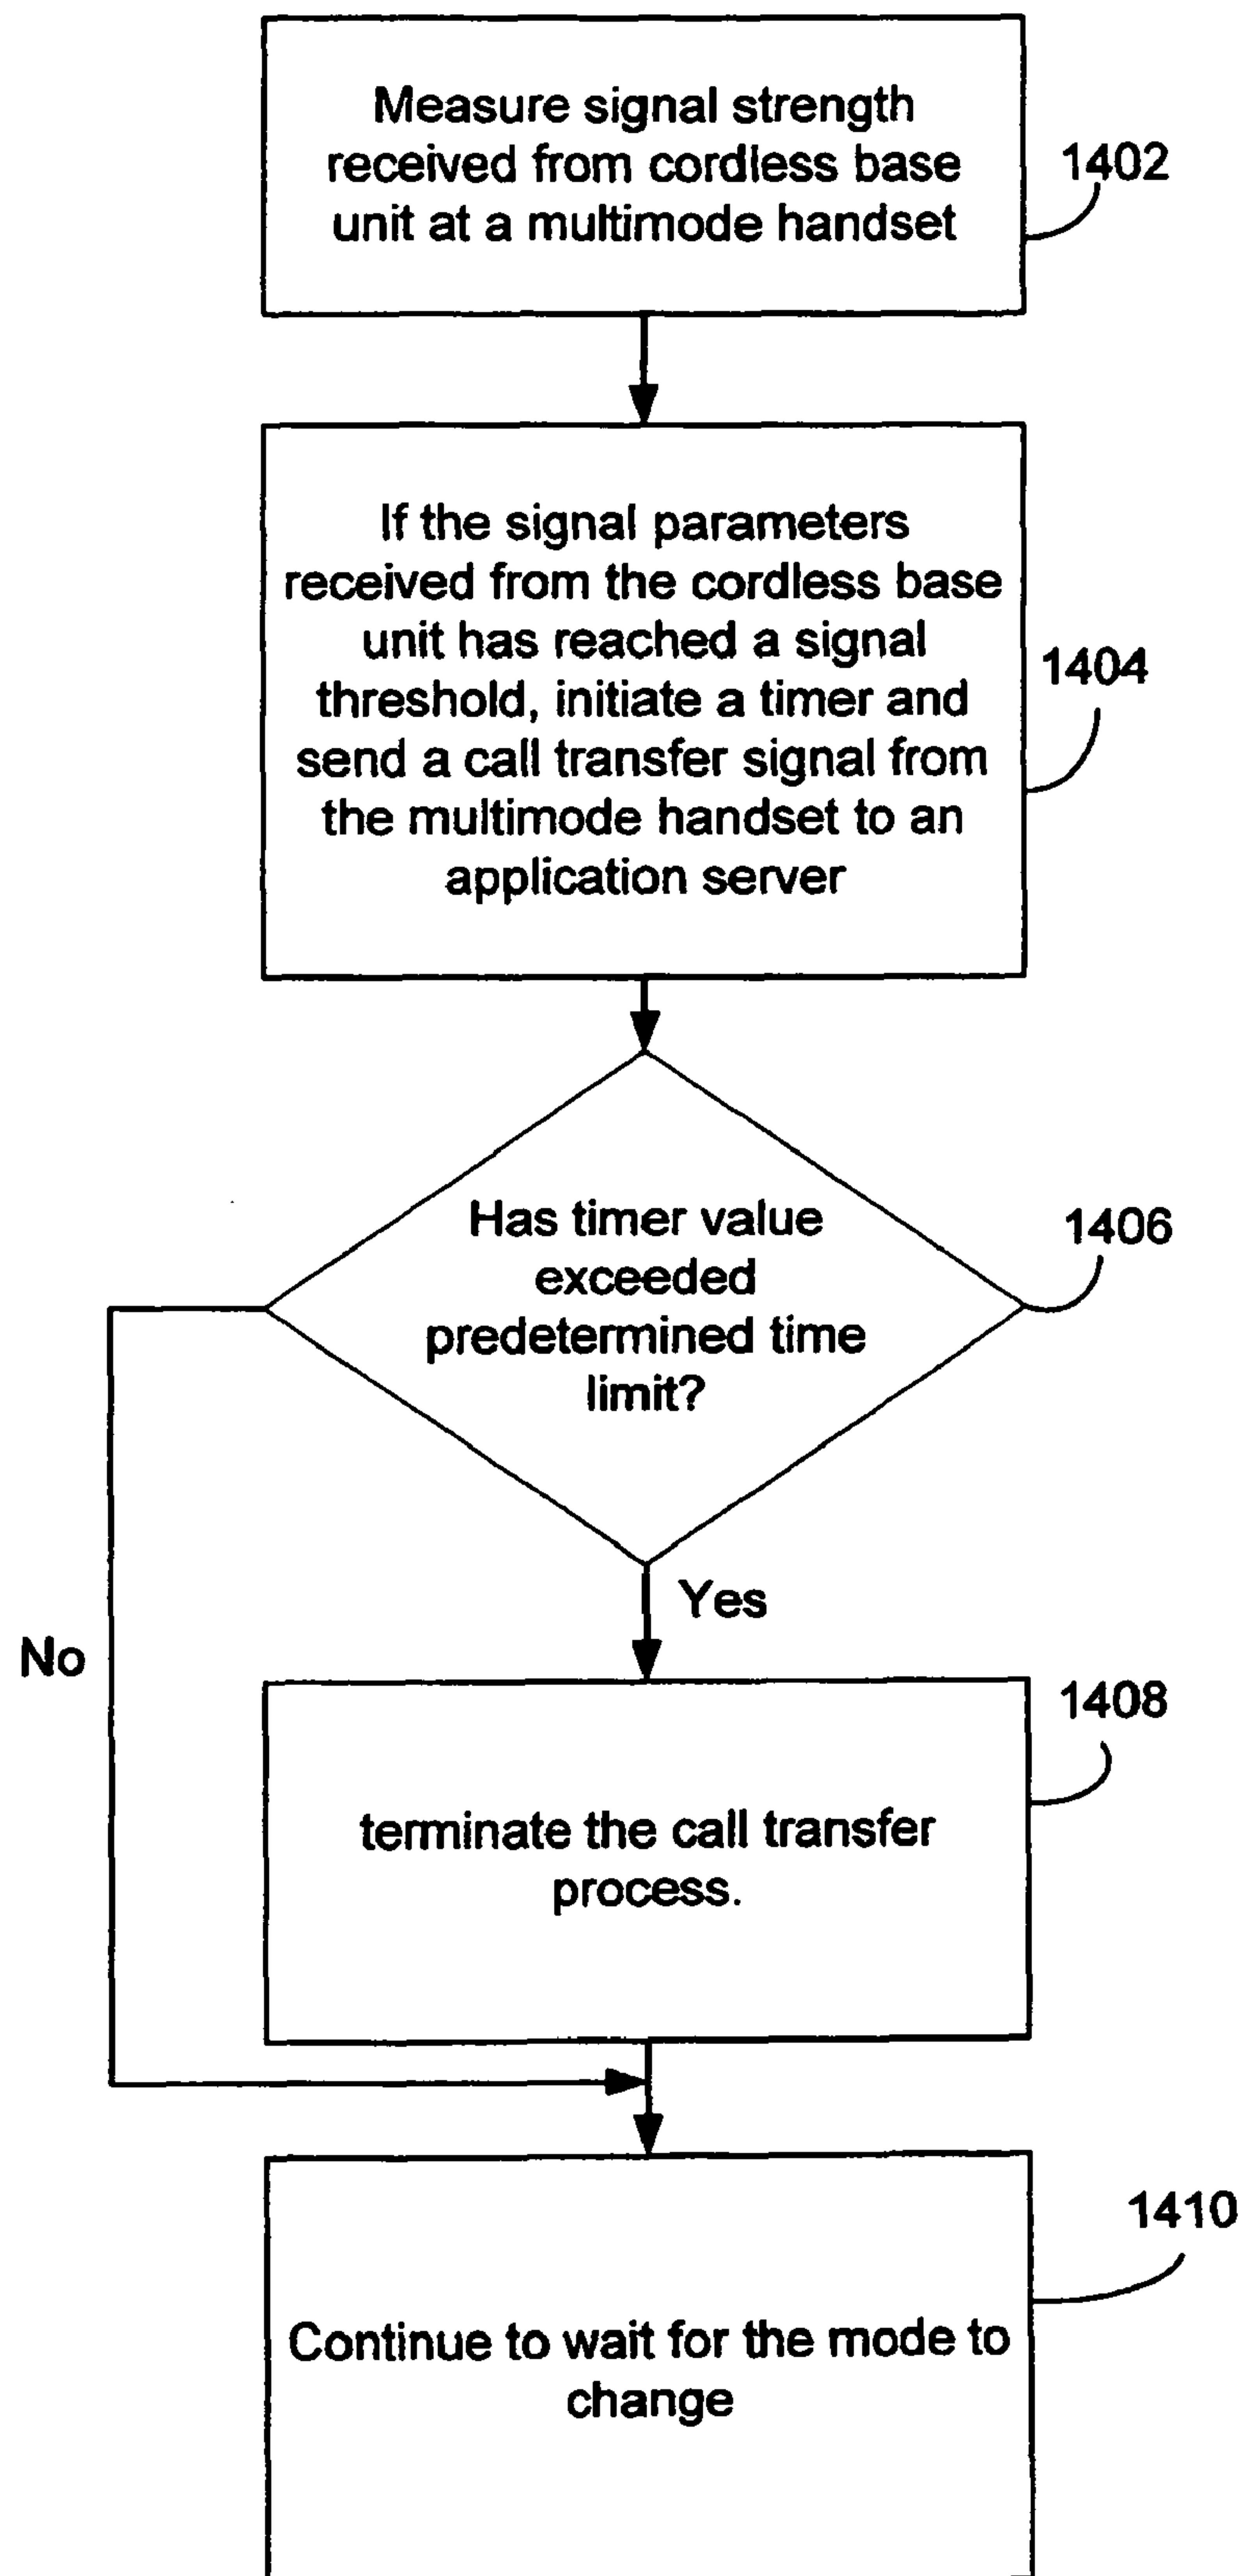 Measure signal strength
received from cordless base
unit at a multimode handset
1402
If the signal parameters
received from the cordless base
unit has reached a signal
threshold, initiate a timer and
send a call transfer signal from
the multimode handset to an
application server
1404
Has timer value
exceeded
predetermined time
limit?
1406
Yes
No
terminate the call transfer
process.
1408
Continue to wait for the mode to
change
1410